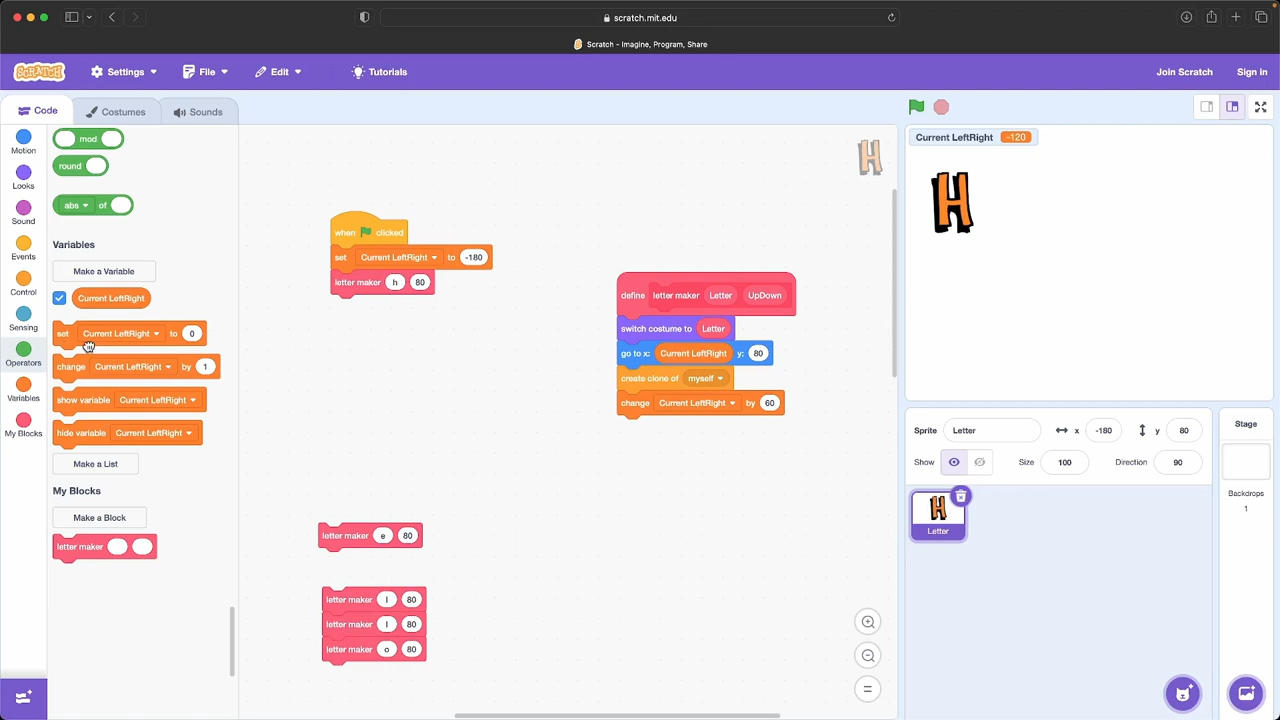 scratch.mit.edu
Scratch - Imagine, Program, Share
SCRATCH Settings File Edit Tutorials Join Scratch Sign in
Code Costumes Sounds
Motion
Looks
Sound
Events
Control
Sensing
Operators
Variables
My Blocks
mod
round
abs of
Variables
Make a Variable
Current LeftRight
set Current LeftRight to 0
change Current LeftRight by 1
show variable Current LeftRight
hide variable Current LeftRight
Make a List
My Blocks
Make a Block
letter maker
when clicked
set Current LeftRight to -180
letter maker h 80
letter maker e 80
letter maker l 80
letter maker l 80
letter maker o 80
define letter maker Letter UpDown
switch costume to Letter
go to x: Current LeftRight y: 80
create clone of myself
change Current LeftRight by 60
H
Current LeftRight -120
H
Sprite Letter x -180 y 80
Show Size 100 Direction 90
H
Letter
Stage
Backdrops
1